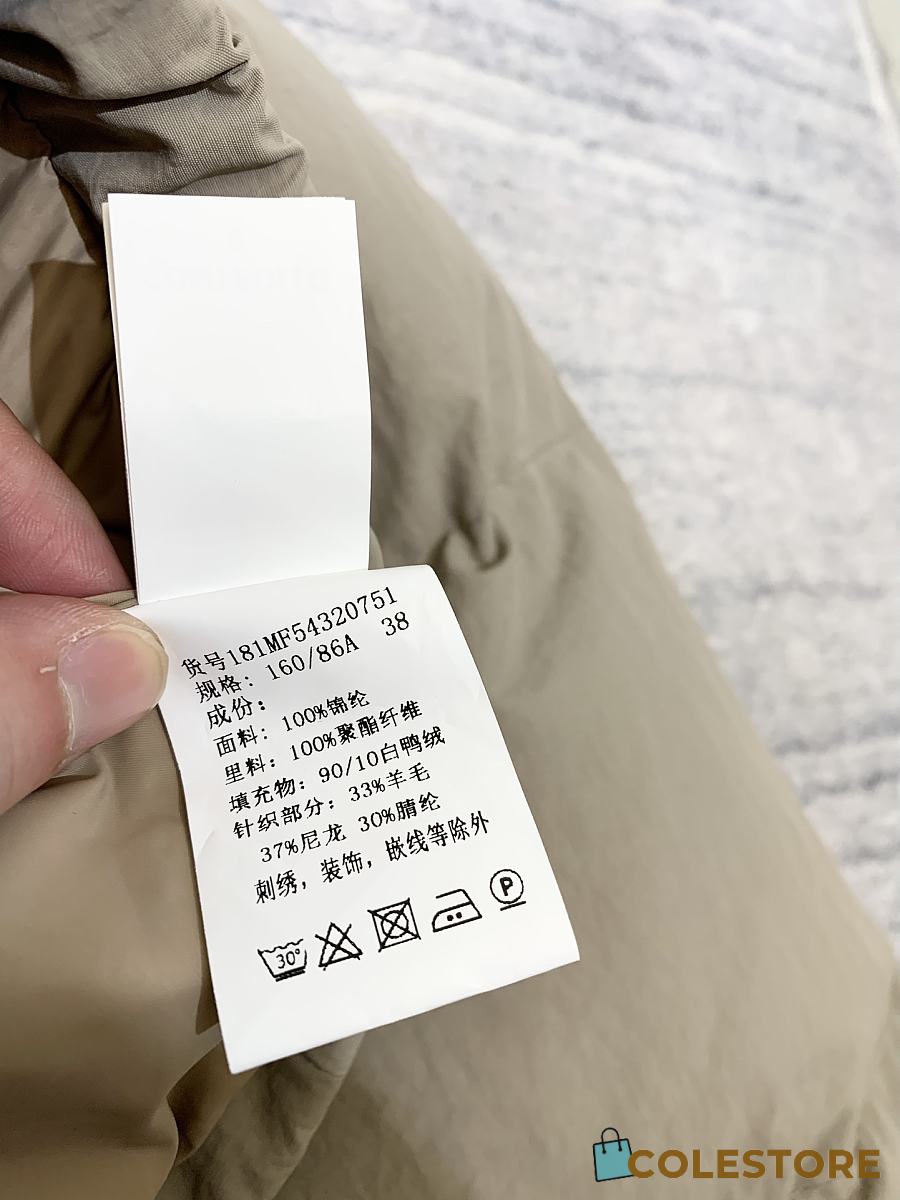 货号181MF54320751
规格：160/86A 38
成份：
面料：100%锦纶
里料：100%聚酯纤维
填充物：90/10白鸭绒
针织部分：33%羊毛
37%尼龙 30%腈纶
刺绣，装饰，嵌线等除外
30° P
COLESTORE